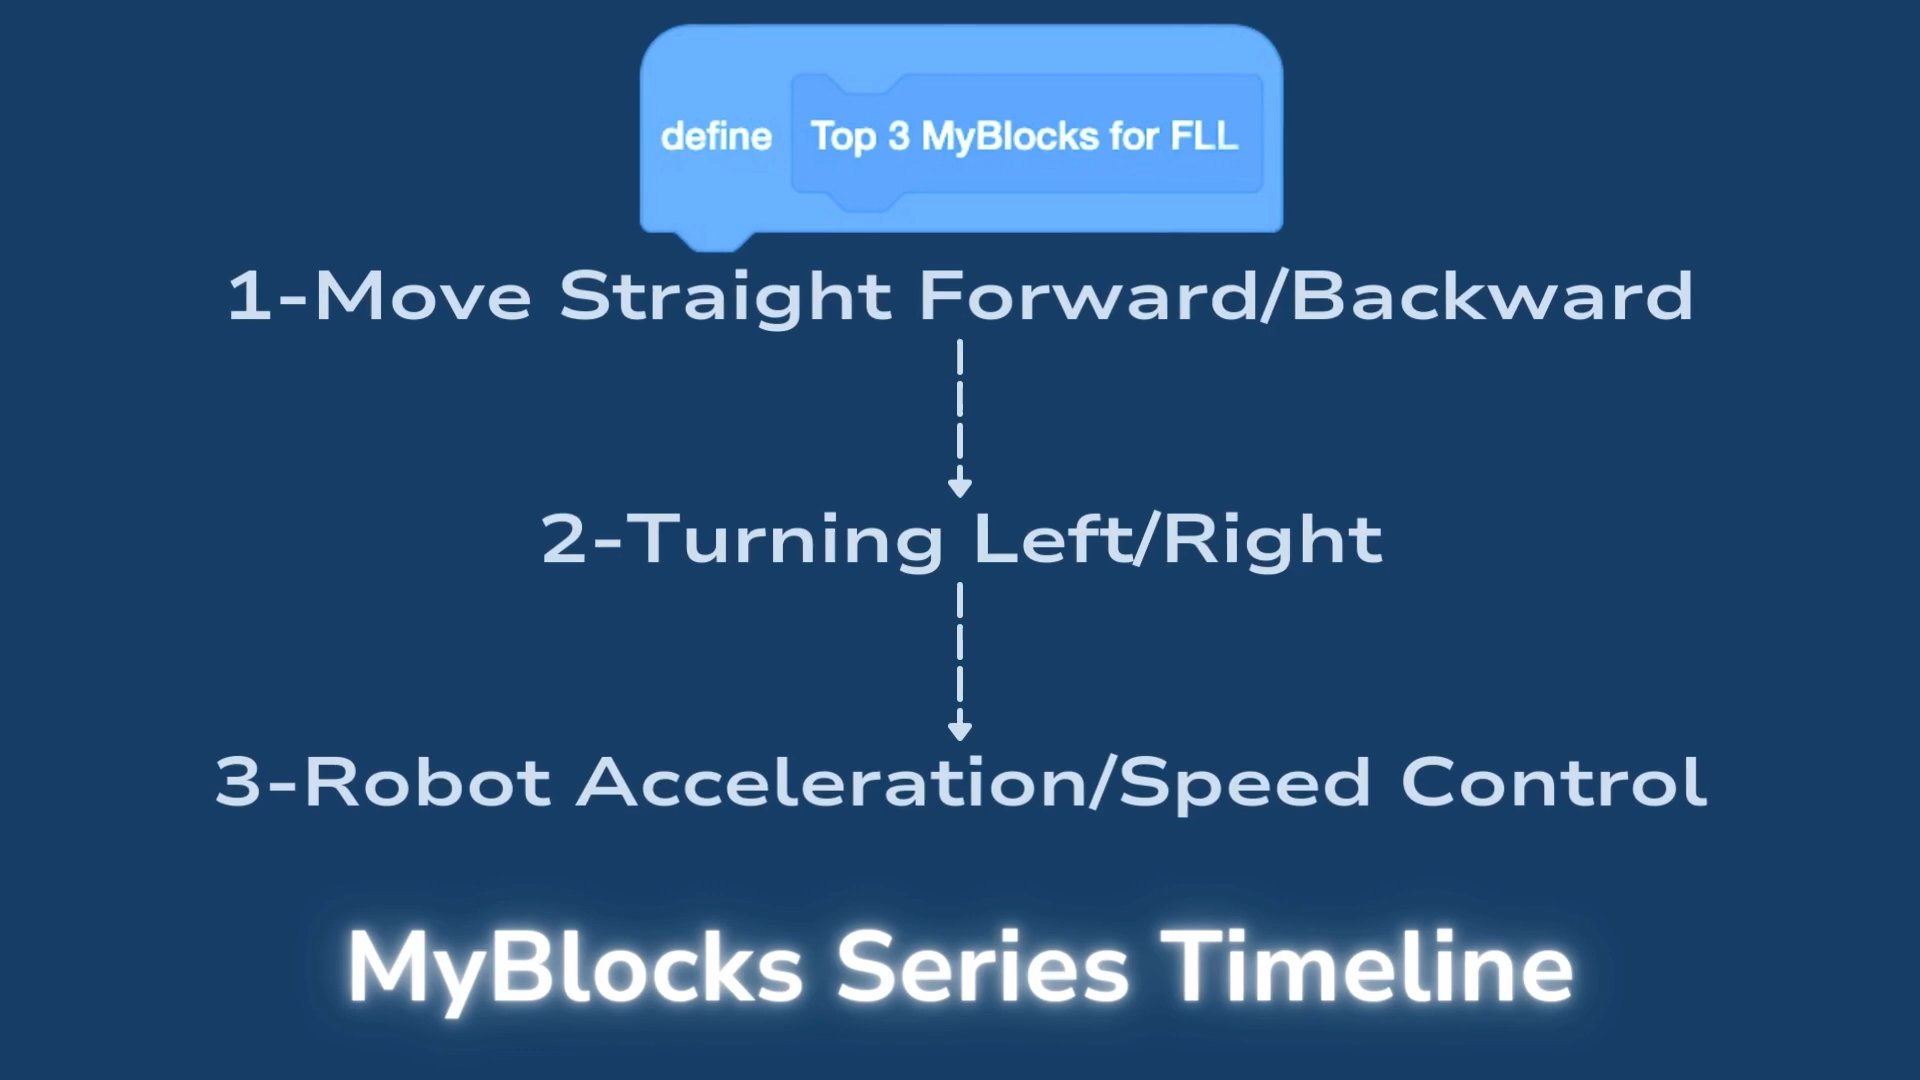 define Top 3 MyBlocks for FLL
1-Move Straight Forward/Backward
2-Turning Left/Right
3-Robot Acceleration/Speed Control
MyBlocks Series Timeline